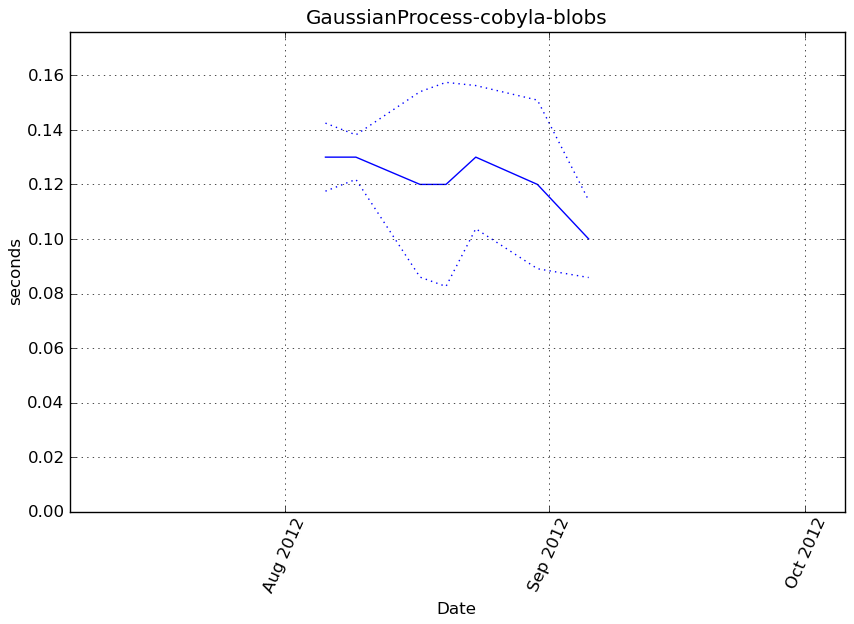 GaussianProcess-cobyla-blobs
0.16
0.14
0.12
0.10
0.08
0.06
0.04
0.02
0.00
seconds
Aug 2012
Sep 2012
Oct 2012
Date